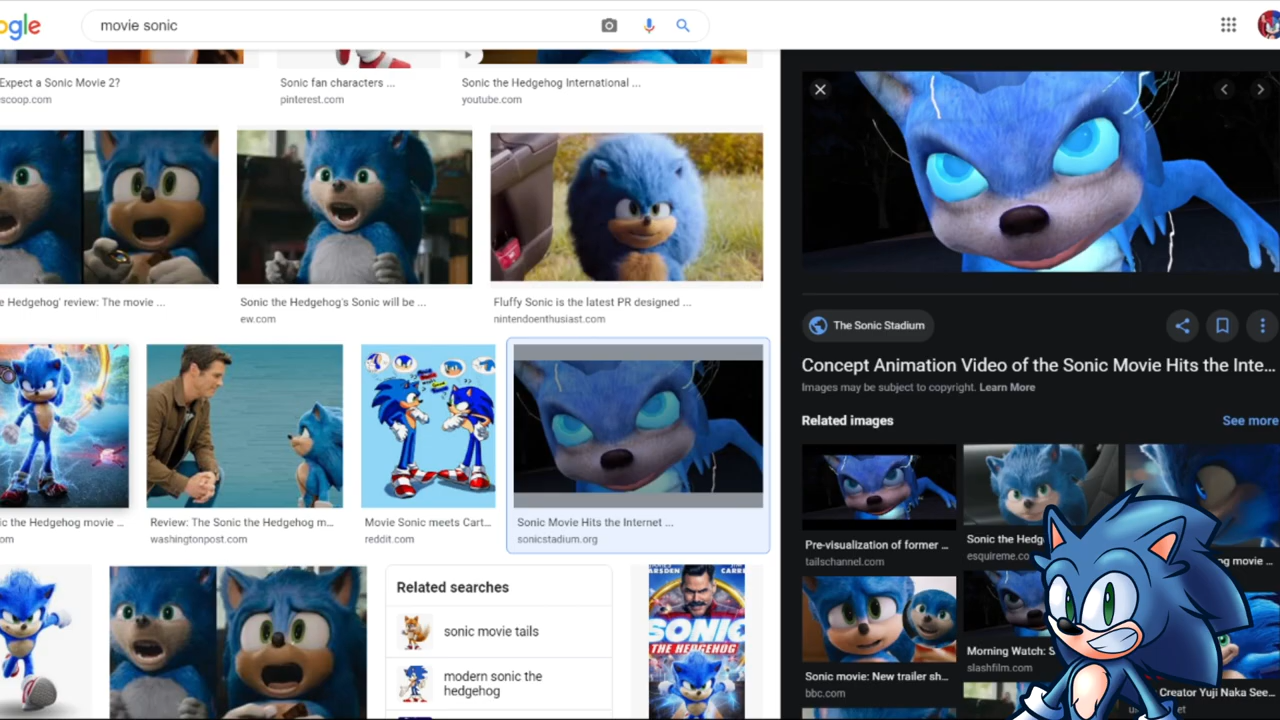 ogle
movie sonic
Expect a Sonic Movie 2?
scoop.com
Sonic fan characters ...
pinterest.com
Sonic the Hedgehog International ...
youtube.com
e Hedgehog' review: The movie ...
Sonic the Hedgehog's Sonic will be ...
ew.com
Fluffy Sonic is the latest PR designed ...
nintendoenthusiast.com
ic the Hedgehog movie ...
om
Review: The Sonic the Hedgehog m...
washingtonpost.com
Movie Sonic meets Cart...
reddit.com
Sonic Movie Hits the Internet ...
sonicstadium.org
Related searches
sonic movie tails
modern sonic the
hedgehog
ARSDEN
CARRE
SONIC
THE HEDGEHOG
The Sonic Stadium
Concept Animation Video of the Sonic Movie Hits the Inte...
Images may be subject to copyright. Learn More
Related images
See more
Pre-visualization of former ...
tailschannel.com
Sonic the Hedg
esquireme.co
og movie ...
Sonic movie: New trailer sh...
bbc.com
Morning Watch: S
slashfilm.com
Creator Yuji Naka See...
et